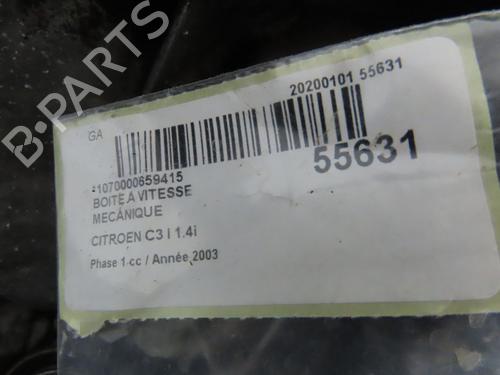 B-PARTS
20200101 55631
GA
55631
*1070000659415
BOITE A VITESSE
MECANIQUE
CITROEN C3 I 1.4i
Phase 1 cc / Année 2003